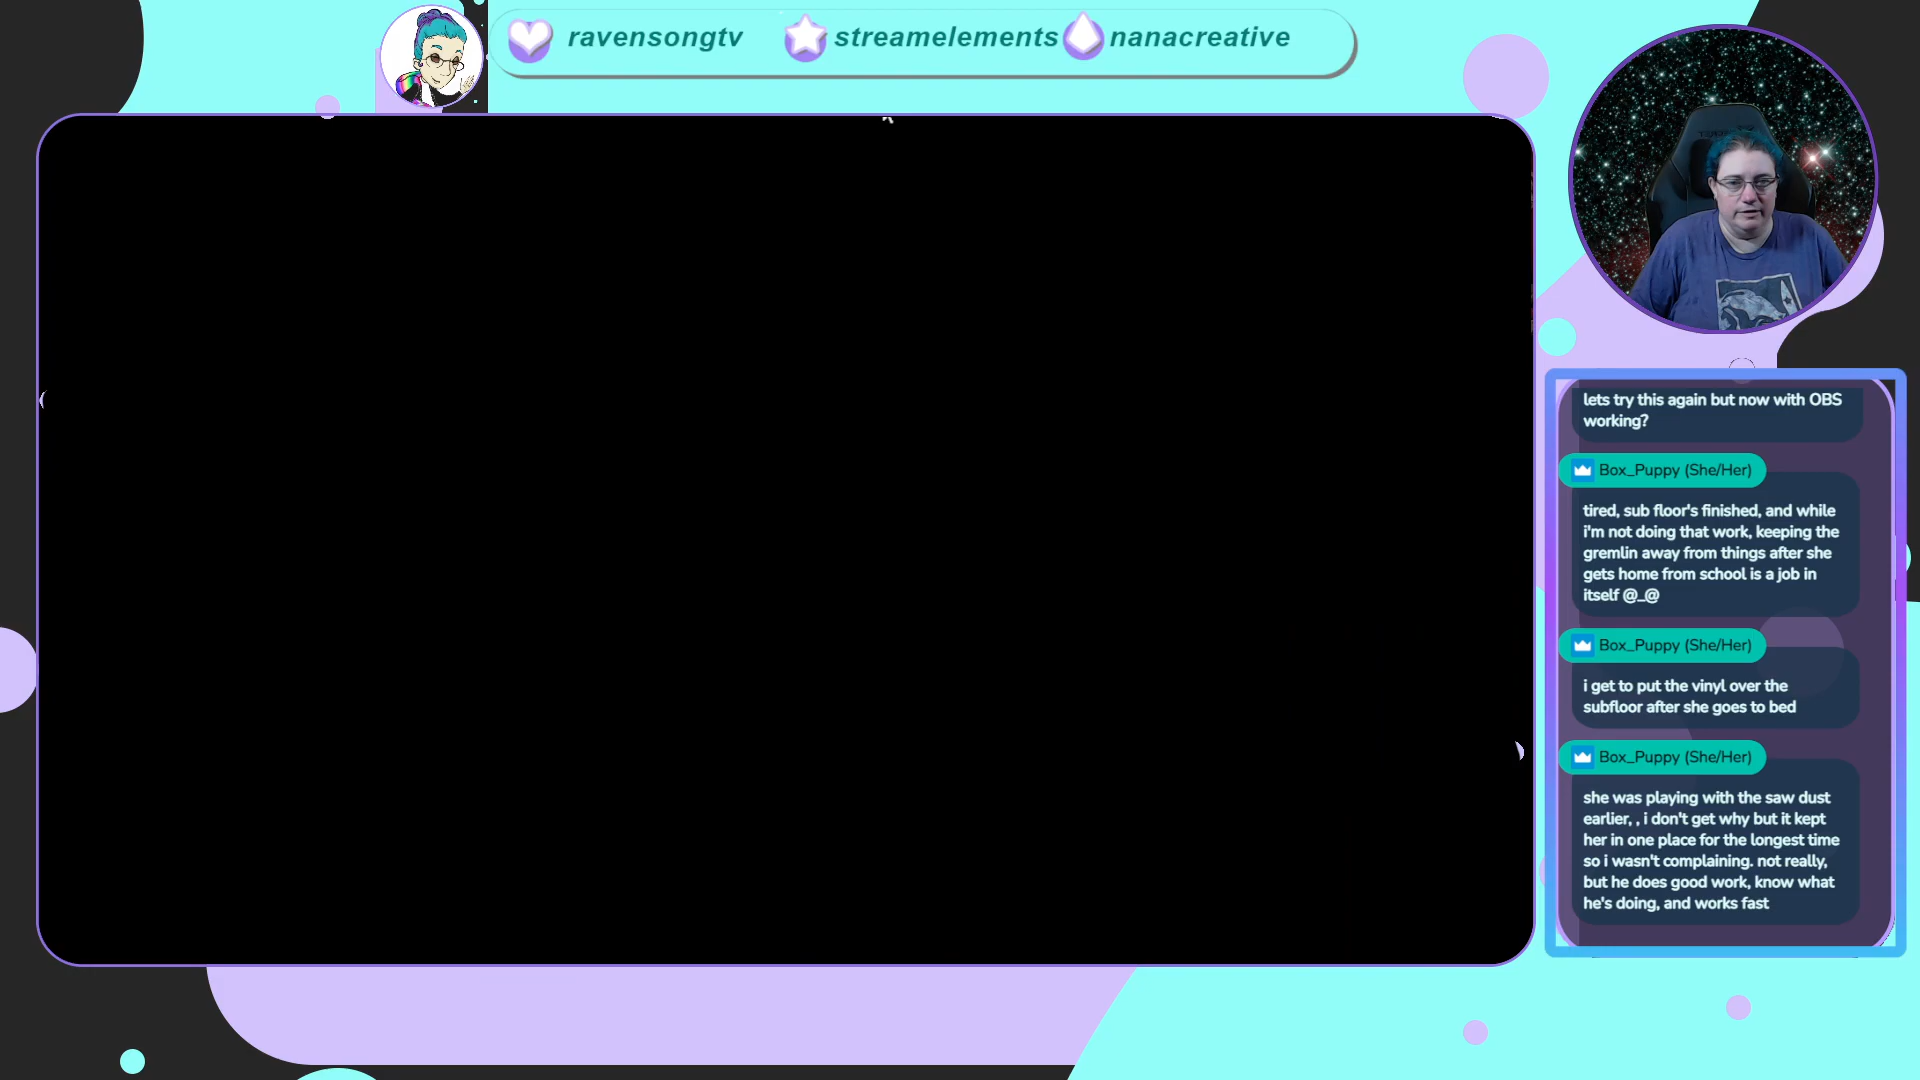 ravensongtv streamelements nanacreative
lets try this again but now with OBS
working?
Box_Puppy (She/Her)
tired, sub floor's finished, and while
i'm not doing that work, keeping the
gremlin away from things after she
gets home from school is a job in
itself @_@
Box_Puppy (She/Her)
i get to put the vinyl over the
subfloor after she goes to bed
Box_Puppy (She/Her)
she was playing with the saw dust
earlier, , i don't get why but it kept
her in one place for the longest time
so i wasn't complaining. not really,
but he does good work, know what
he's doing, and works fast